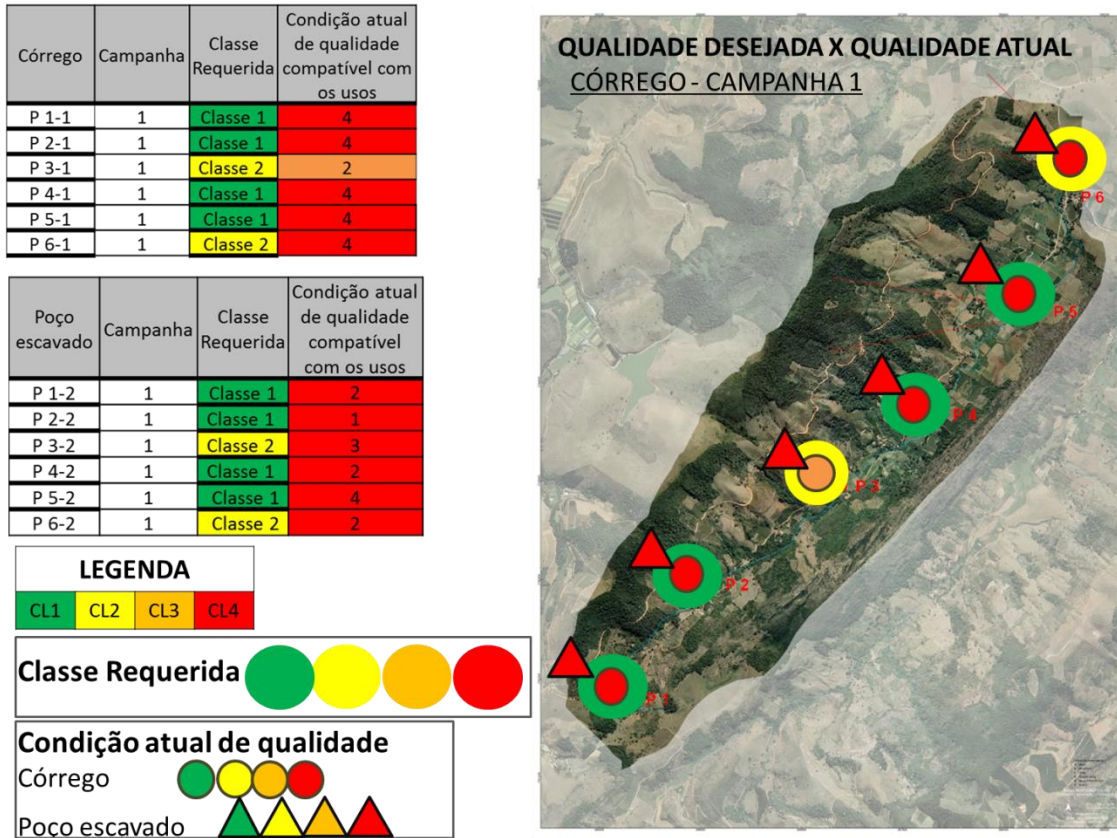 Córrego Campanha Classe Requerida Condição atual de qualidade compatível com os usos
P 1-1 1 Classe 1 4
P 2-1 1 Classe 1 4
P 3-1 1 Classe 2 2
P 4-1 1 Classe 1 4
P 5-1 1 Classe 1 4
P 6-1 1 Classe 2 4
Poço escavado Campanha Classe Requerida Condição atual de qualidade compatível com os usos
P 1-2 1 Classe 1 2
P 2-2 1 Classe 1 1
P 3-2 1 Classe 2 3
P 4-2 1 Classe 1 2
P 5-2 1 Classe 1 4
P 6-2 1 Classe 2 2
LEGENDA
CL1 CL2 CL3 CL4
Classe Requerida
Condição atual de qualidade
Córrego
Poço escavado
QUALIDADE DESEJADA X QUALIDADE ATUAL
CÓRREGO - CAMPANHA 1
P 6
P 5
P 4
P 3
P 2
P 1